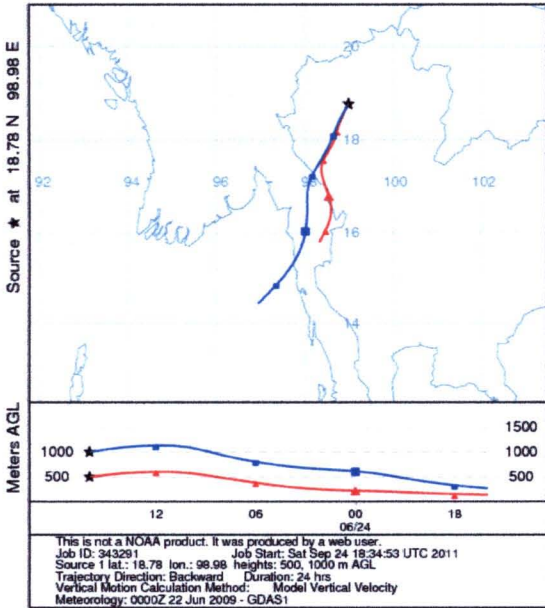 Source ★ at 18.78 N 98.98 E
20
18
92 94 96 98 100 102
16
14
Meters AGL
1500
1000 1000
500 500
12 06 00 18
06/24
This is not a NOAA product. It was produced by a web user.
Job ID: 343291 Job Start: Sat Sep 24 18:34:53 UTC 2011
Source 1 lat.: 18.78 lon.: 98.98 heights: 500, 1000 m AGL
Trajectory Direction: Backward Duration: 24 hrs
Vertical Motion Calculation Method: Model Vertical Velocity
Meteorology: 0000Z 22 Jun 2009 - GDAS1